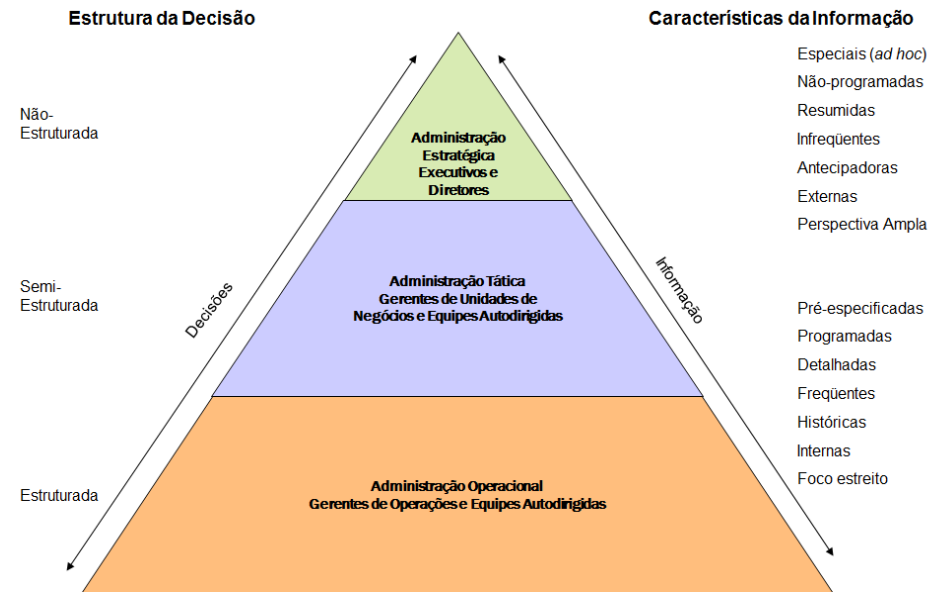 Estrutura da Decisão
Características da Informação
Não-
Estruturada
Semi-
Estruturada
Estruturada
Decisões
Administração
Estratégica
Executivos e
Diretores
Administração Tática
Gerentes de Unidades de
Negócios e Equipes Autodirigidas
Administração Operacional
Gerentes de Operações e Equipes Autodirigidas
Informação
Especiais (ad hoc)
Não-programadas
Resumidas
Infreqüentes
Antecipadoras
Externas
Perspectiva Ampla
Pré-especificadas
Programadas
Detalhadas
Freqüentes
Históricas
Internas
Foco estreito